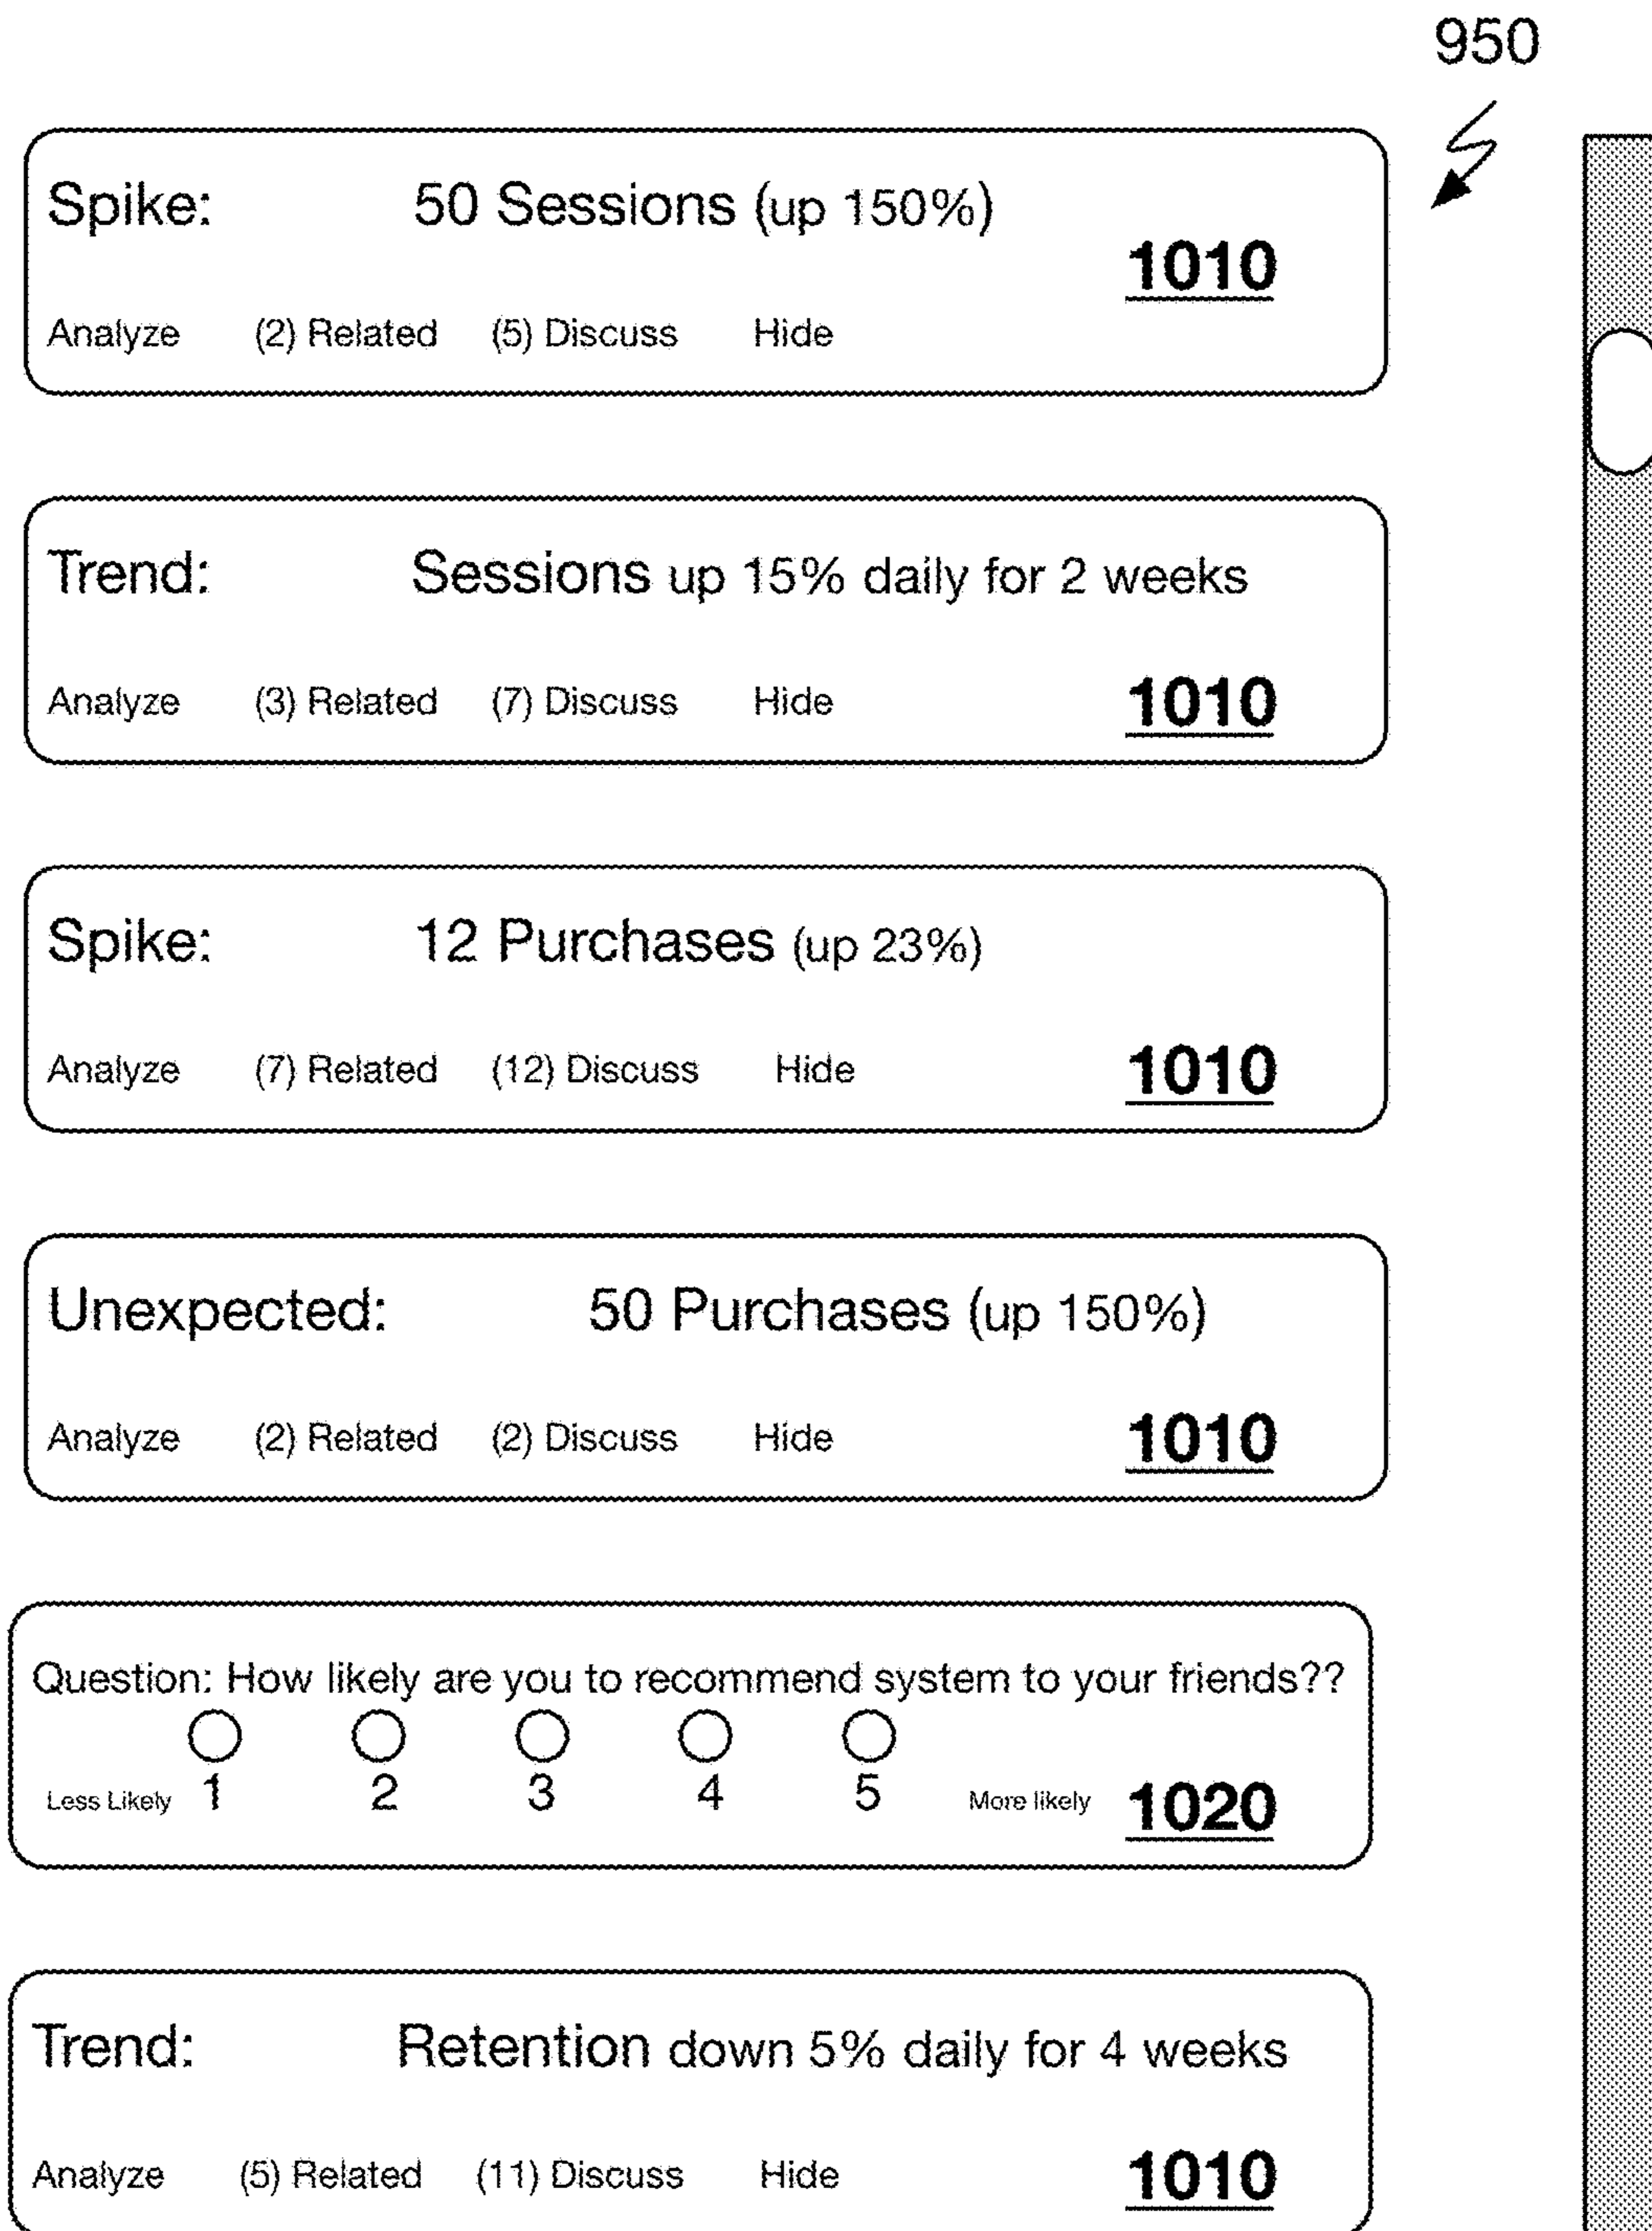 950
Spike: 50 Sessions (up 150%)
1010
Analyze (2) Related (5) Discuss Hide
Trend: Sessions up 15% daily for 2 weeks
Analyze (3) Related (7) Discuss Hide 1010
Spike: 12 Purchases (up 23%)
Analyze (7) Related (12) Discuss Hide 1010
Unexpected: 50 Purchases (up 150%)
Analyze (2) Related (2) Discuss Hide 1010
Question: How likely are you to recommend system to your friends??
Less Likely 1 2 3 4 5 More likely 1020
Trend: Retention down 5% daily for 4 weeks
Analyze (5) Related (11) Discuss Hide 1010